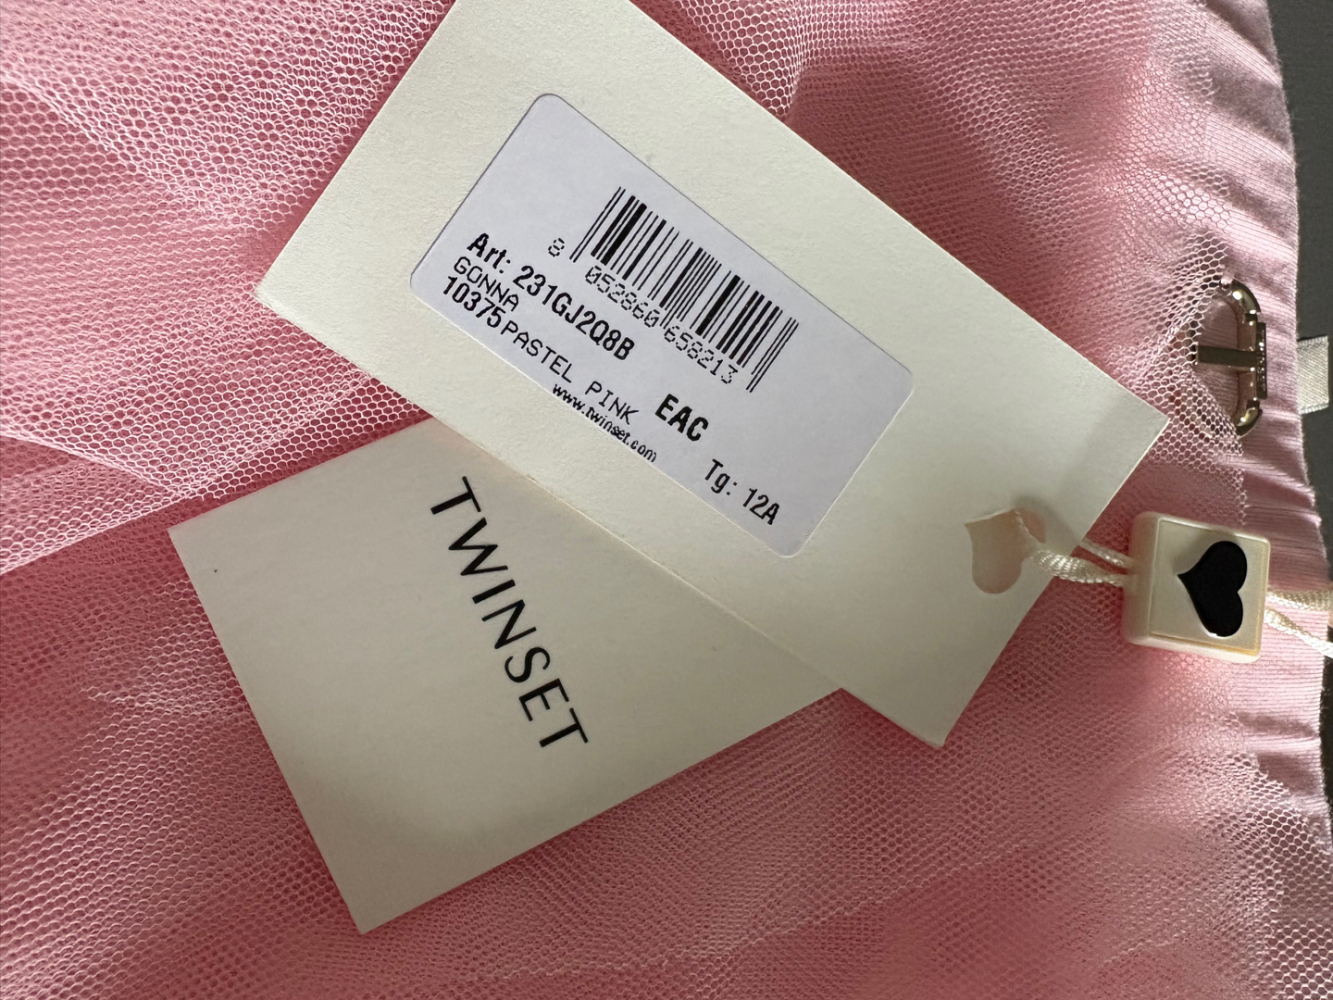 8 052860 658213
Art: 231GJ2Q8B
GONNA
10375 PASTEL PINK EAC
www.twinset.com
Tg: 12A
TWINSET